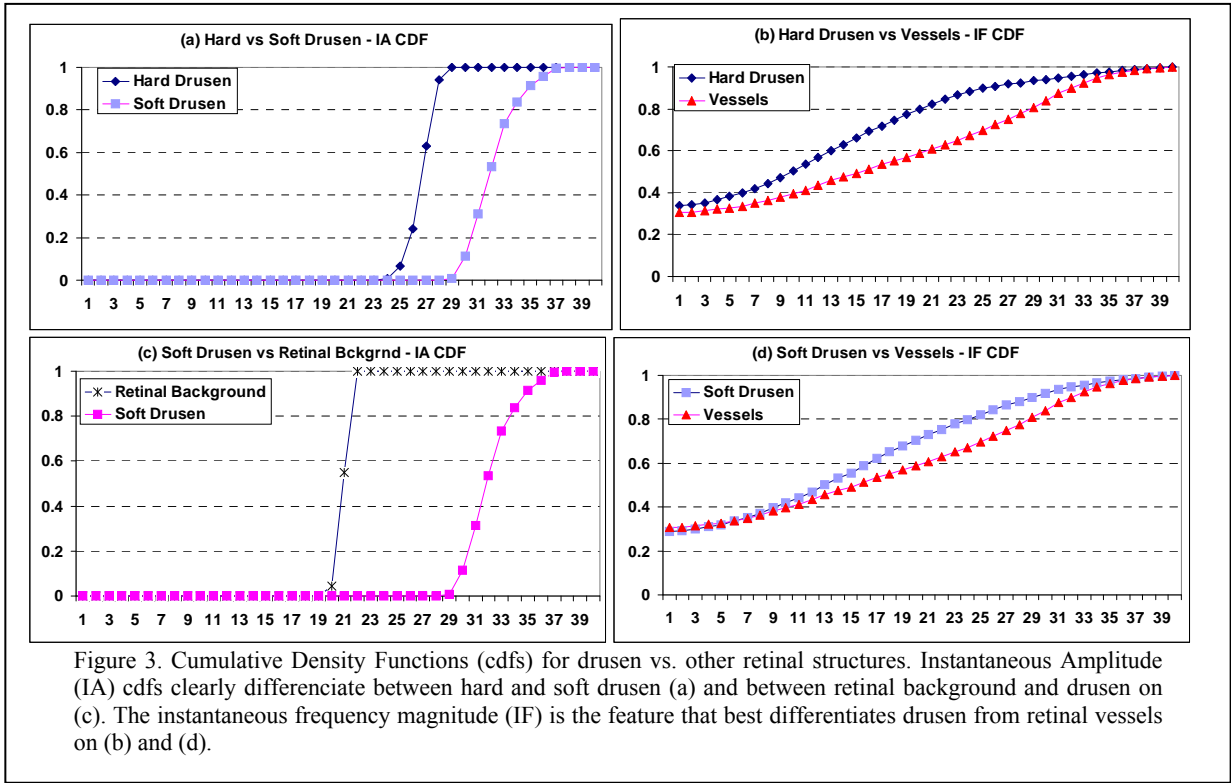 (a) Hard vs Soft Drusen - IA CDF
Hard Drusen
Soft Drusen
1
0.8
0.6
0.4
0.2
0
1 3 5 7 9 11 13 15 17 19 21 23 25 27 29 31 33 35 37 39
(b) Hard Drusen vs Vessels - IF CDF
Hard Drusen
Vessels
1
0.8
0.6
0.4
0.2
0
1 3 5 7 9 11 13 15 17 19 21 23 25 27 29 31 33 35 37 39
(c) Soft Drusen vs Retinal Bckgrnd - IA CDF
Retinal Background
Soft Drusen
1
0.8
0.6
0.4
0.2
0
1 3 5 7 9 11 13 15 17 19 21 23 25 27 29 31 33 35 37 39
(d) Soft Drusen vs Vessels - IF CDF
Soft Drusen
Vessels
1
0.8
0.6
0.4
0.2
0
1 3 5 7 9 11 13 15 17 19 21 23 25 27 29 31 33 35 37 39
Figure 3. Cumulative Density Functions (cdfs) for drusen vs. other retinal structures. Instantaneous Amplitude
(IA) cdfs clearly differenciate between hard and soft drusen (a) and between retinal background and drusen on
(c). The instantaneous frequency magnitude (IF) is the feature that best differentiates drusen from retinal vessels
on (b) and (d).